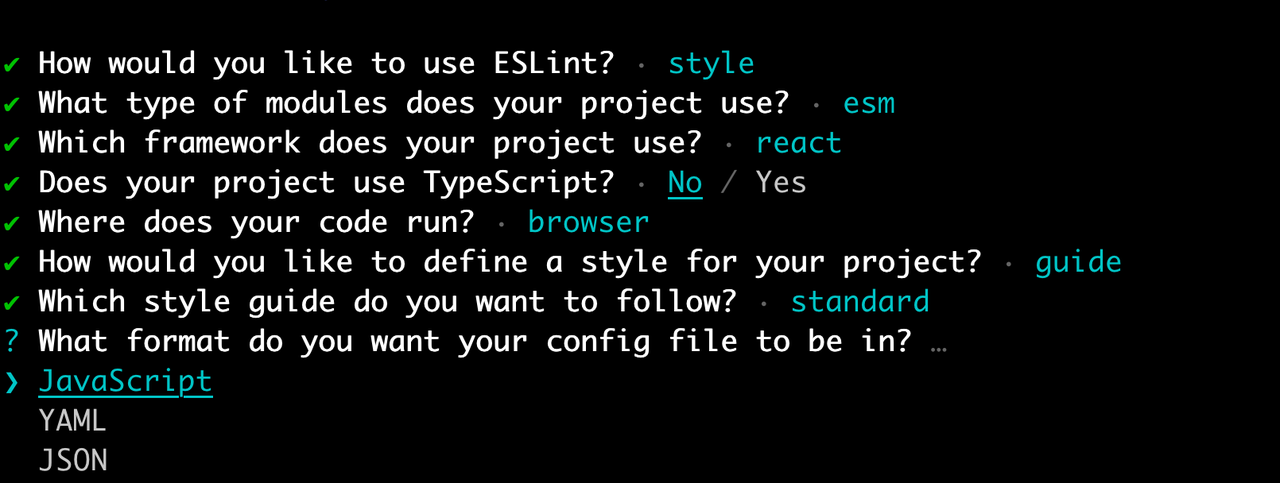 ✔ How would you like to use ESLint? · style
✔ What type of modules does your project use? · esm
✔ Which framework does your project use? · react
✔ Does your project use TypeScript? · No / Yes
✔ Where does your code run? · browser
✔ How would you like to define a style for your project? · guide
✔ Which style guide do you want to follow? · standard
? What format do you want your config file to be in? …
❯ JavaScript
YAML
JSON